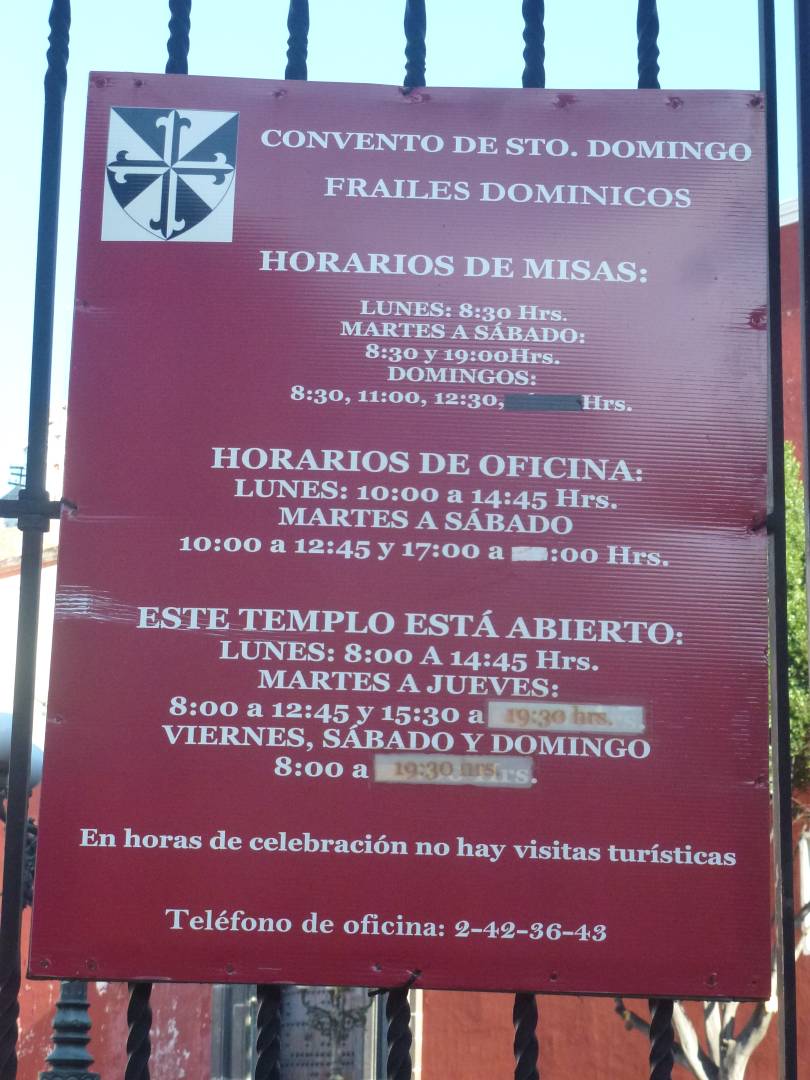 CONVENTO DE STO. DOMINGO
FRAILES DOMINICOS
HORARIOS DE MISAS:
LUNES: 8:30 Hrs.
MARTES A SÁBADO:
8:30 y 19:00Hrs.
DOMINGOS:
8:30, 11:00, 12:30, Hrs.
HORARIOS DE OFICINA:
LUNES: 10:00 a 14:45 Hrs.
MARTES A SÁBADO
10:00 a 12:45 y 17:00 a :00 Hrs.
ESTE TEMPLO ESTÁ ABIERTO:
LUNES: 8:00 A 14:45 Hrs.
MARTES A JUEVES:
8:00 a 12:45 y 15:30 a 19:30 hrs.
VIERNES, SÁBADO Y DOMINGO
8:00 a 19:30 hrs.
En horas de celebración no hay visitas turísticas
Teléfono de oficina: 2-42-36-43